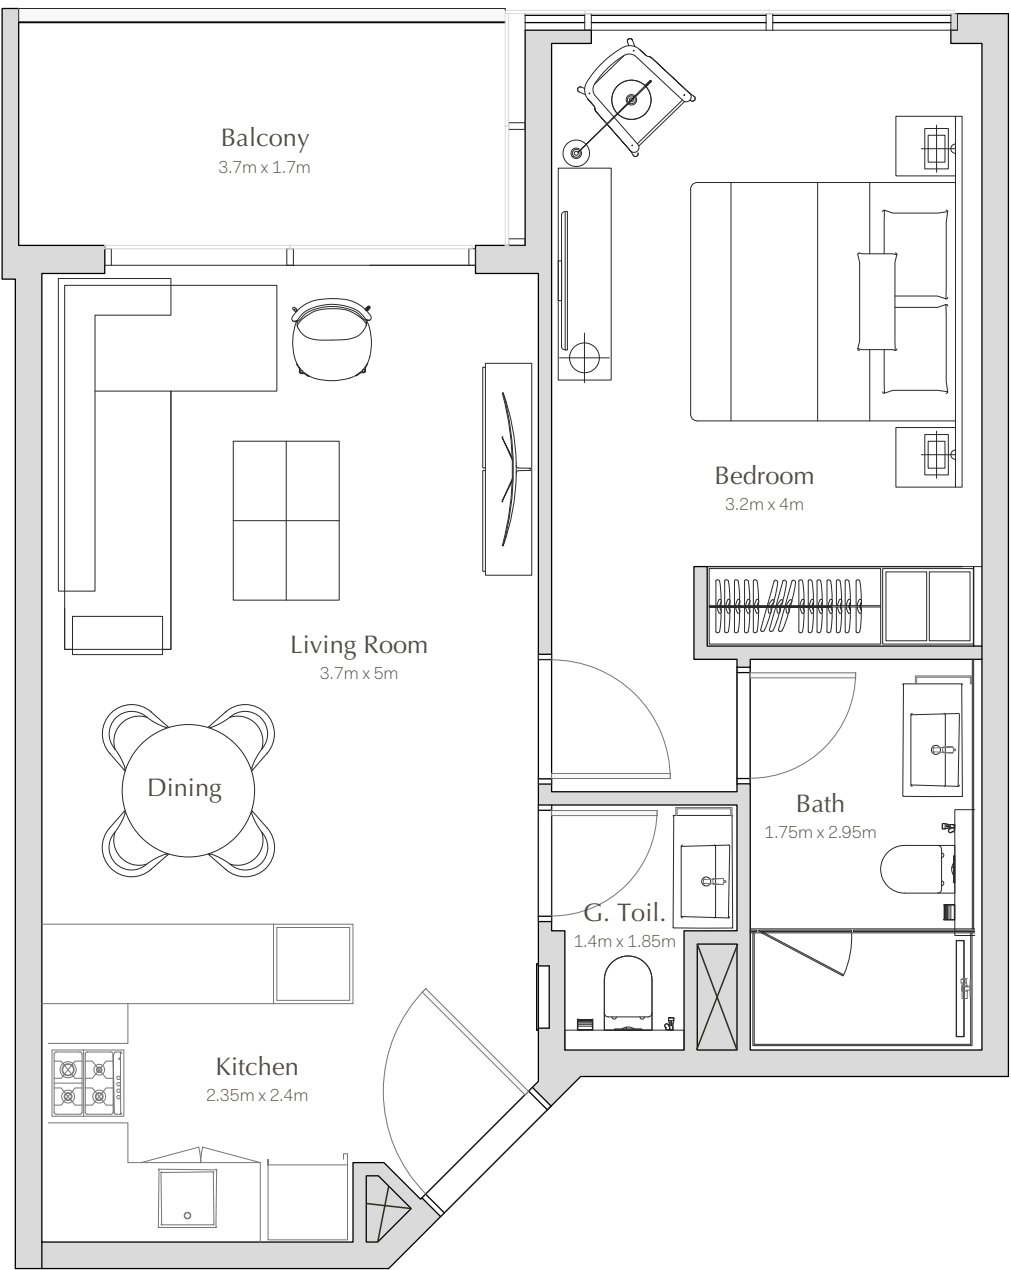 Balcony
3.7m x 1.7m
Bedroom
3.2m x 4m
Living Room
3.7m x 5m
Dining
Bath
1.75m x 2.95m
G. Toil.
1.4m x 1.85m
Kitchen
2.35m x 2.4m